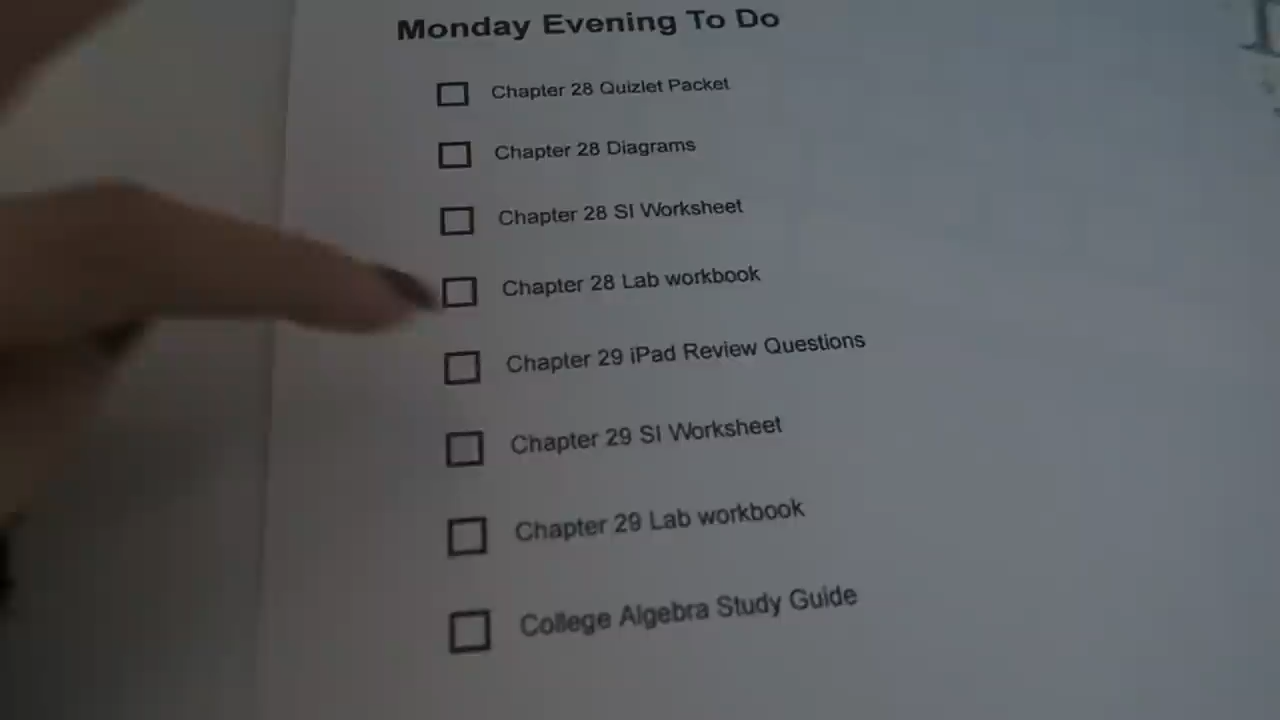 Monday Evening To Do
Chapter 28 Quizlet Packet
Chapter 28 Diagrams
Chapter 28 SI Worksheet
Chapter 28 Lab workbook
Chapter 29 iPad Review Questions
Chapter 29 SI Worksheet
Chapter 29 Lab workbook
College Algebra Study Guide